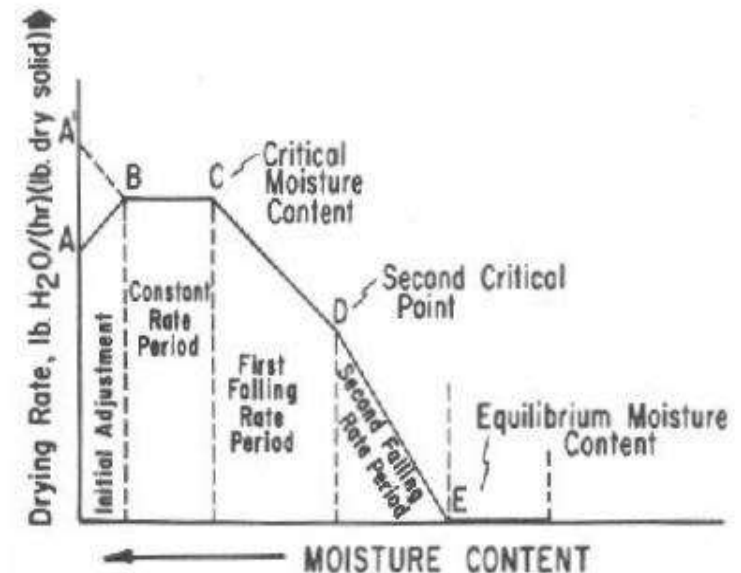 Drying Rate, lb. H₂O/(hr)(lb. dry solid)
A'
A
B
C
Critical
Moisture
Content
D
Second Critical
Point
Initial Adjustment
Constant
Rate
Period
First
Falling
Rate
Period
Second Falling
Rate Period
E
Equilibrium Moisture
Content
MOISTURE CONTENT